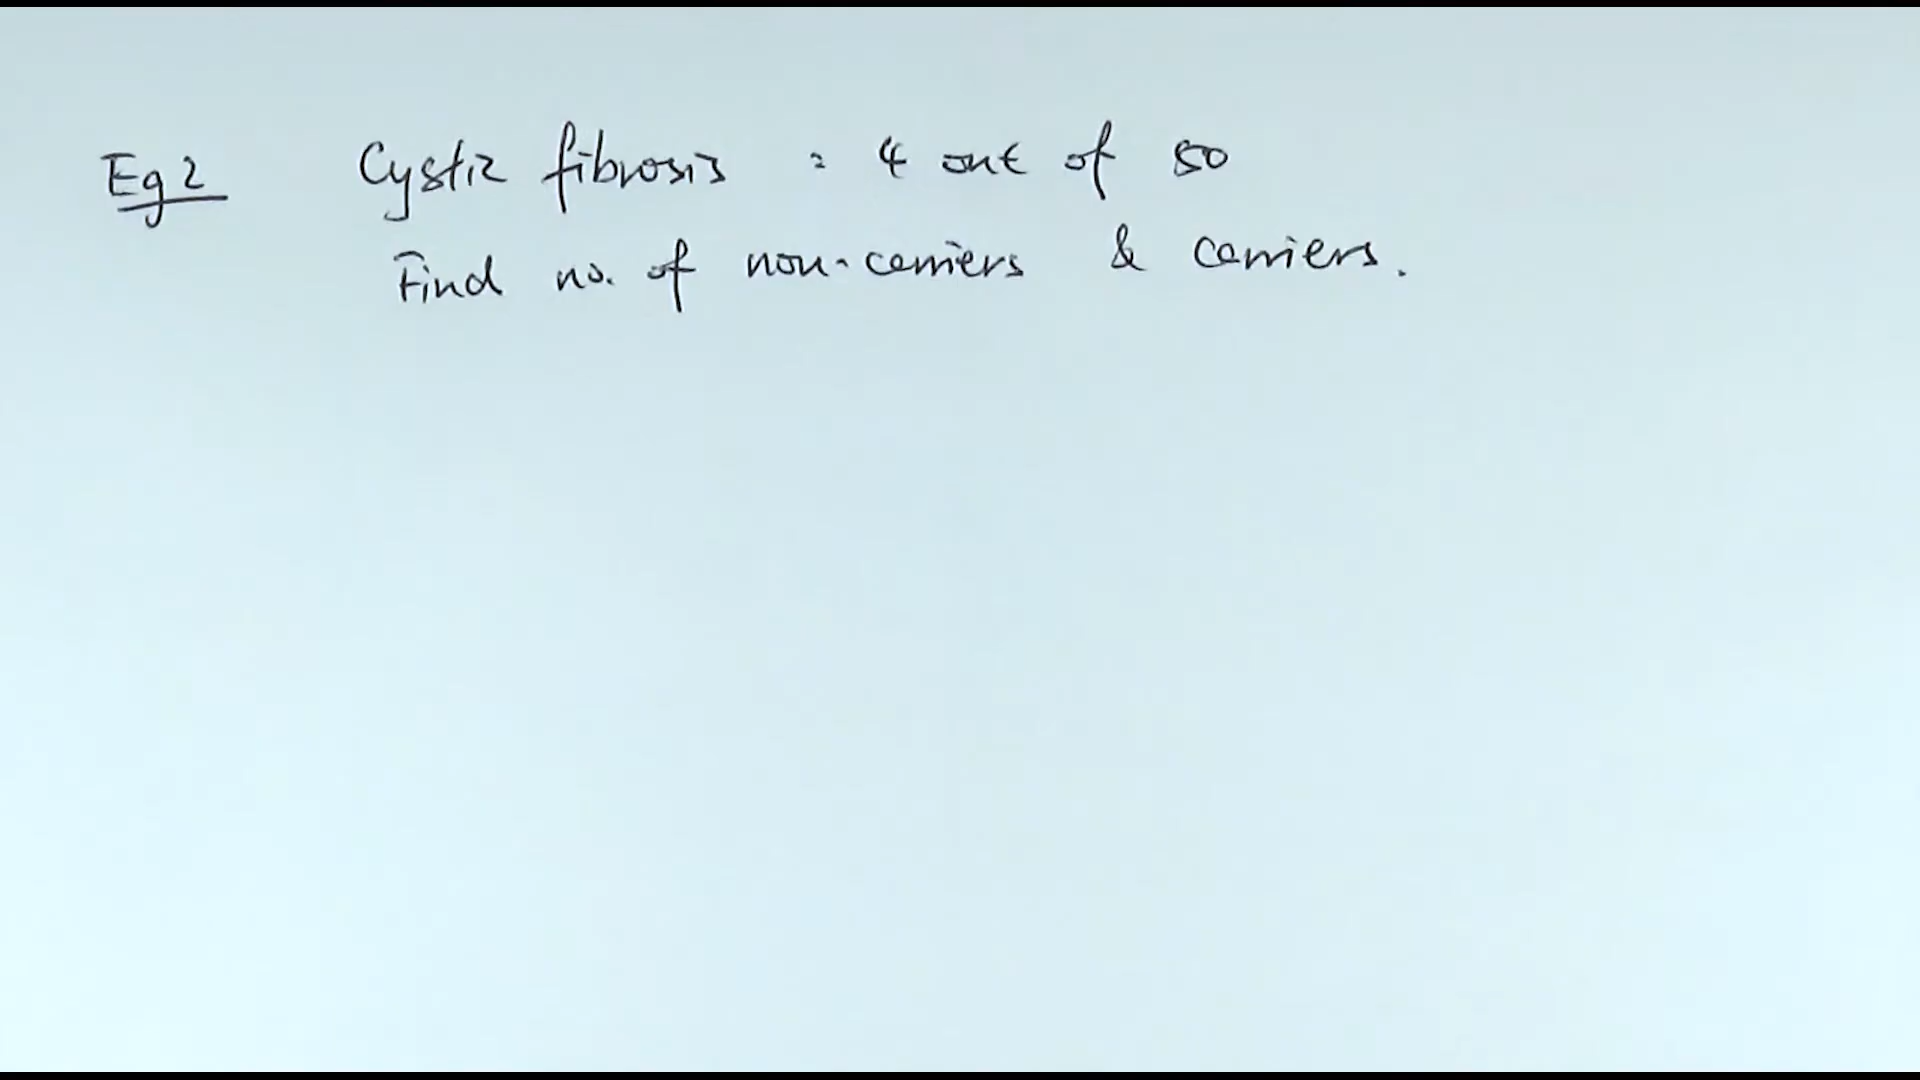 Eg 2 Cystic fibrosis = 4 out of 50
Find no. of non-carriers & carriers.